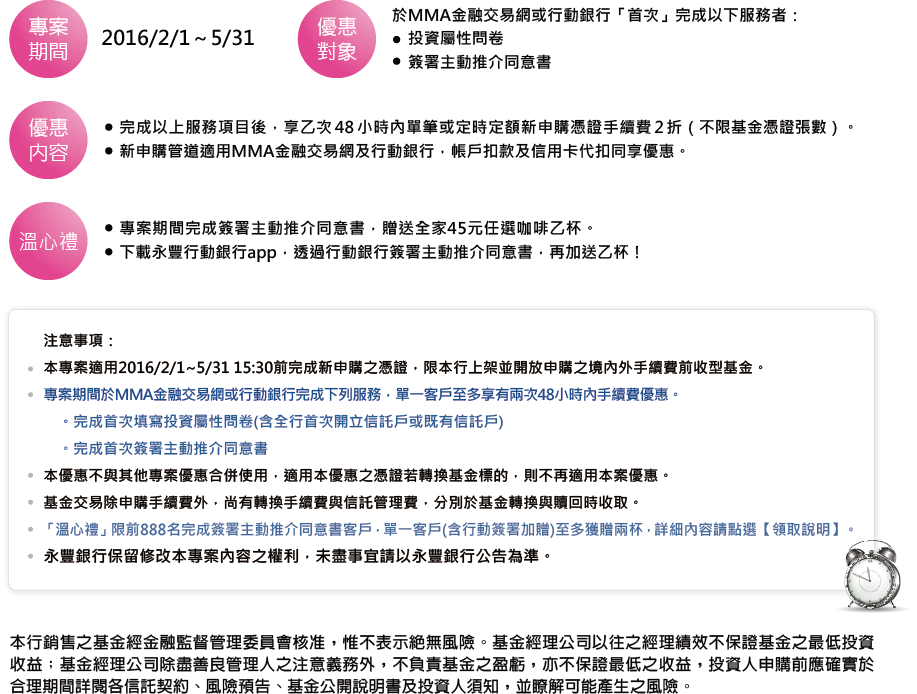 專案
期間
2016/2/1～5/31
優惠
對象
於MMA金融交易網或行動銀行「首次」完成以下服務者：
● 投資屬性問卷
● 簽署主動推介同意書
優惠
內容
● 完成以上服務項目後，享乙次48小時內單筆或定時定額新申購憑證手續費2折（不限基金憑證張數）。
● 新申購管道適用MMA金融交易網及行動銀行，帳戶扣款及信用卡代扣同享優惠。
溫心禮
● 專案期間完成簽署主動推介同意書，贈送全家45元任選咖啡乙杯。
● 下載永豐行動銀行app，透過行動銀行簽署主動推介同意書，再加送乙杯！
注意事項：
● 本專案適用2016/2/1~5/31 15:30前完成新申購之憑證，限本行上架並開放申購之境內外手續費前收型基金。
● 專案期間於MMA金融交易網或行動銀行完成下列服務，單一客戶至多享有兩次48小時內手續費優惠。
。完成首次填寫投資屬性問卷(含全行首次開立信託戶或既有信託戶)
。完成首次簽署主動推介同意書
● 本優惠不與其他專案優惠合併使用，適用本優惠之憑證若轉換基金標的，則不再適用本案優惠。
● 基金交易除申購手續費外，尚有轉換手續費與信託管理費，分別於基金轉換與贖回時收取。
● 「溫心禮」限前888名完成簽署主動推介同意書客戶，單一客戶(含行動簽署加贈)至多獲贈兩杯，詳細內容請點選【領取說明】。
● 永豐銀行保留修改本專案內容之權利，未盡事宜請以永豐銀行公告為準。
本行銷售之基金經金融監督管理委員會核准，惟不表示絕無風險。基金經理公司以往之經理績效不保證基金之最低投資
收益；基金經理公司除盡善良管理人之注意義務外，不負責基金之盈虧，亦不保證最低之收益，投資人申購前應確實於
合理期間詳閱各信託契約、風險預告、基金公開說明書及投資人須知，並瞭解可能產生之風險。